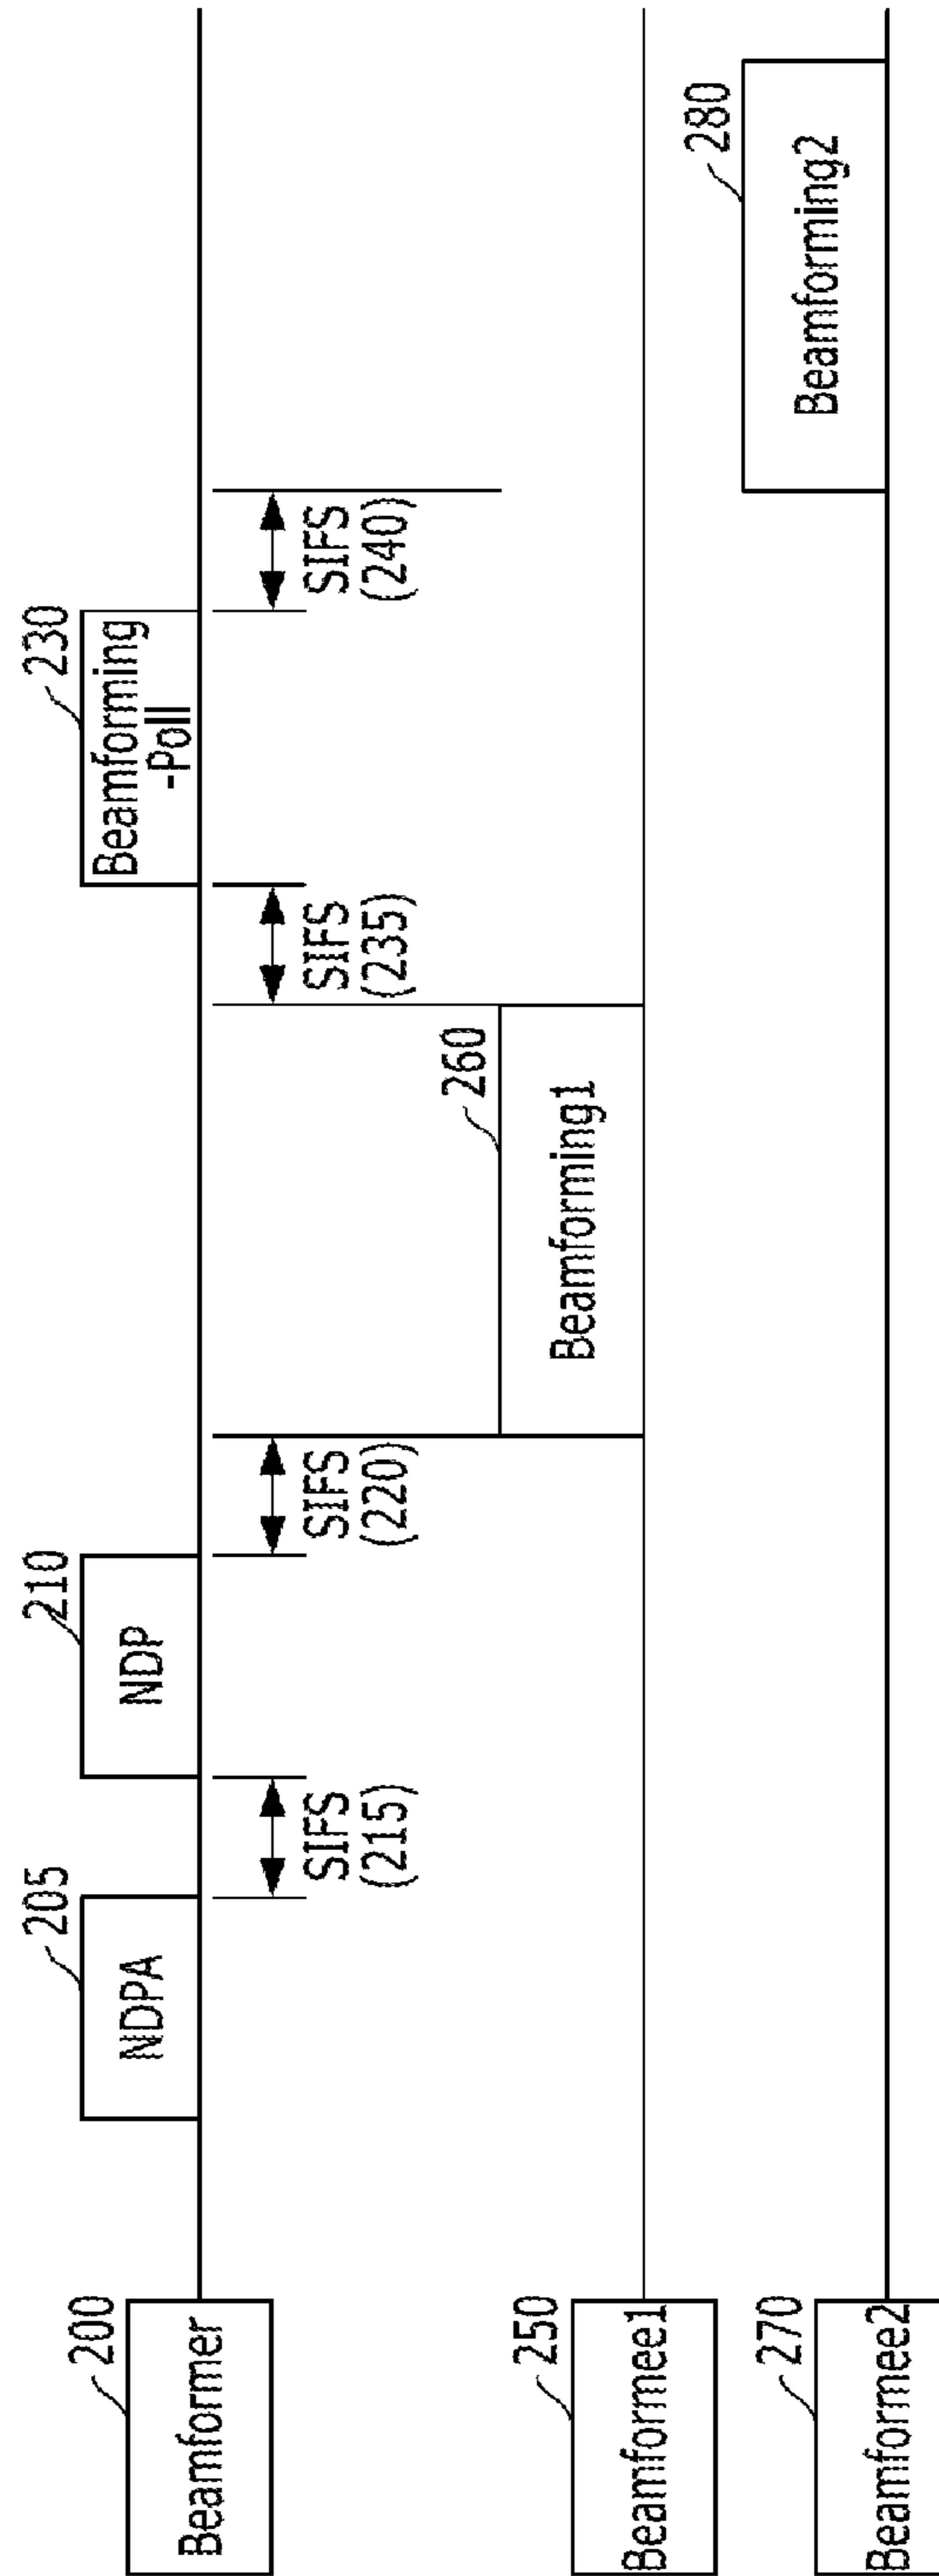 200
Beamformer
205
NDPA
SIFS
(215)
210
NDP
SIFS
(220)
SIFS
(235)
230
Beamforming
-Poll
SIFS
(240)
250
Beamformee1
260
Beamforming1
270
Beamformee2
280
Beamforming2